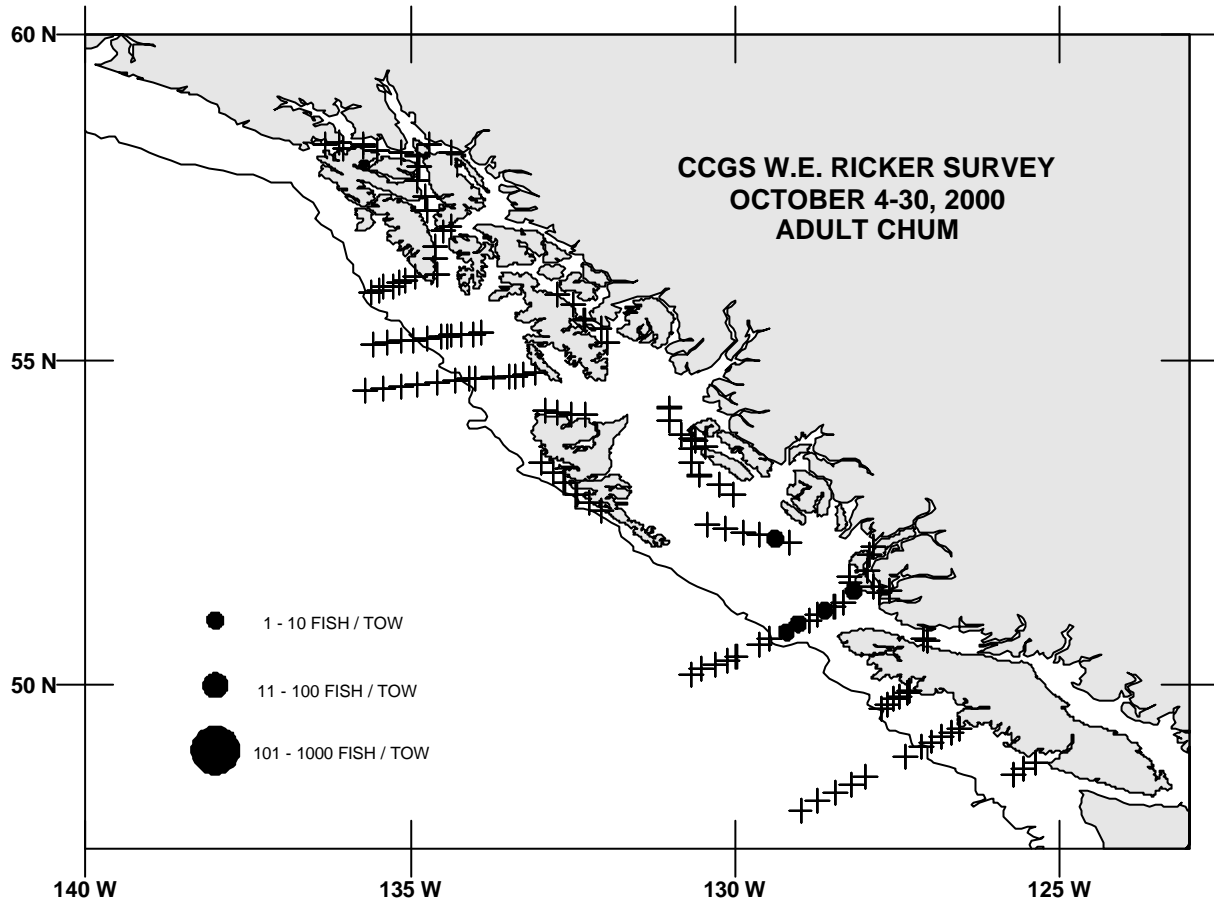 60 N
CCGS W.E. RICKER SURVEY
OCTOBER 4-30, 2000
ADULT CHUM
55 N
1 - 10 FISH / TOW
50 N
11 - 100 FISH / TOW
101 - 1000 FISH / TOW
140 W
135 W
130 W
125 W